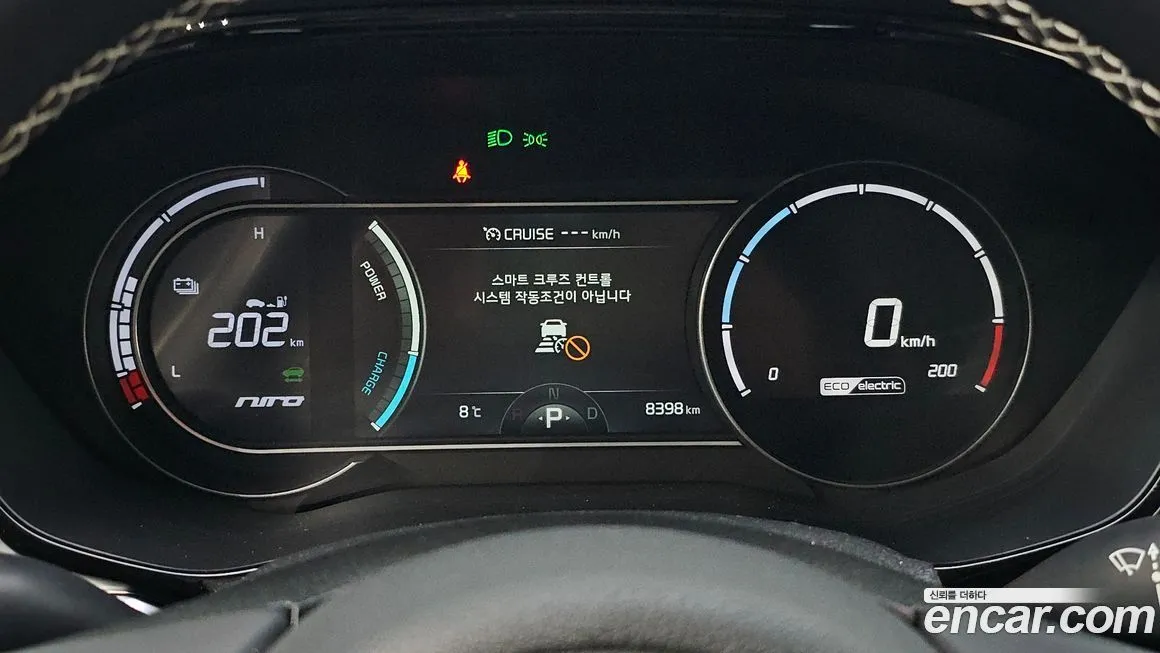 CRUISE --- km/h
H
POWER
스마트 크루즈 컨트롤
시스템 작동조건이 아닙니다
202 km
0 km/h
L
CHARGE
0
200
ECO electric
niro
N
8℃
R
P
D
8398 km
신뢰를 더하다
encar.com